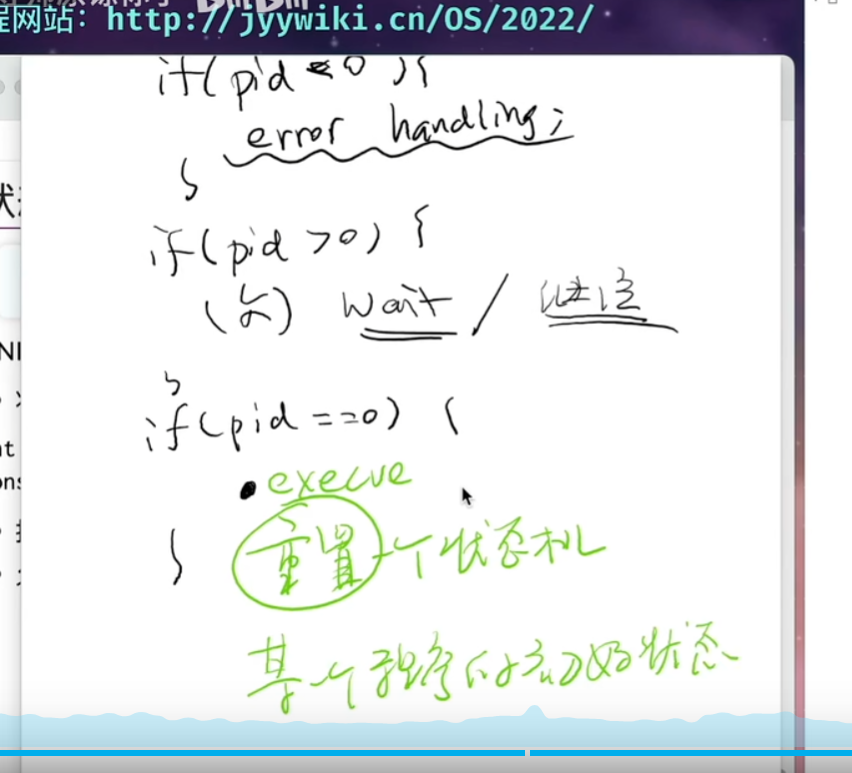 程网站: http://jyywiki.cn/OS/2022/
if(pid < 0 ){
error handling;
}
if(pid >0) {
(父) wait / 继续
}
if(pid ==0) {
• execve
重置一个状态机
}
某个程序的初始状态